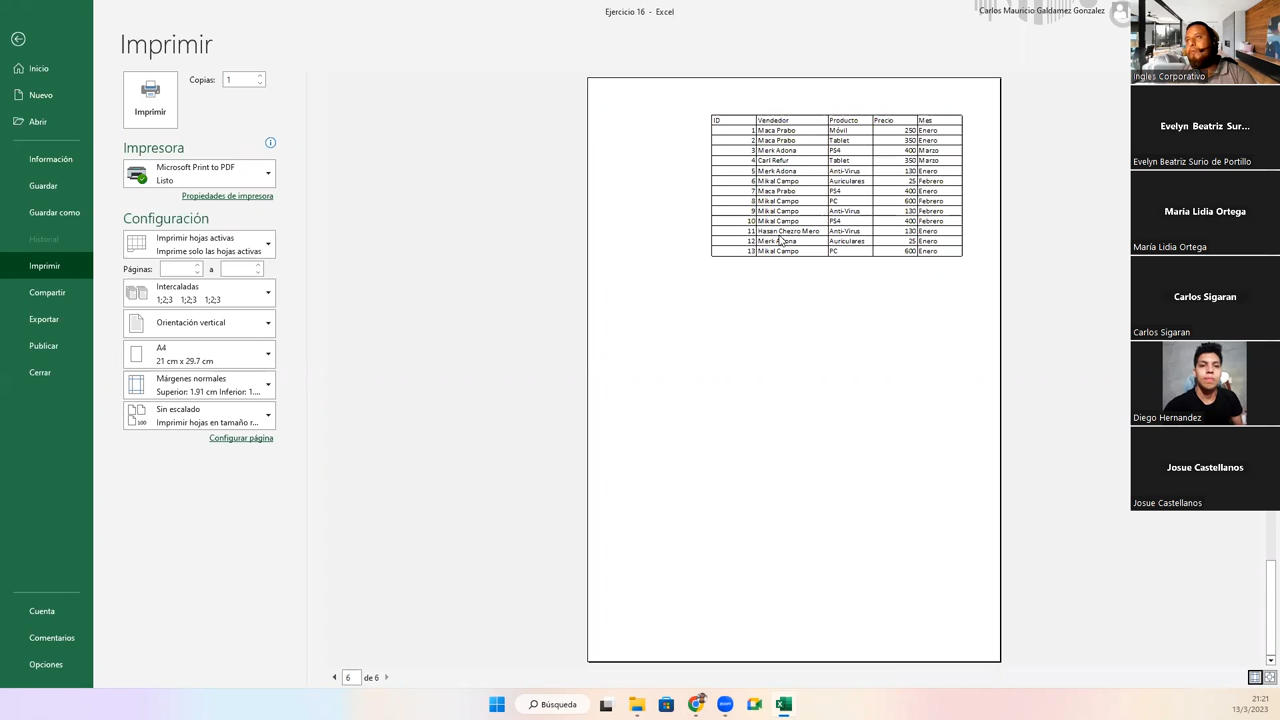 Ejercicio 16 - Excel
Carlos Mauricio Galdamez Gonzalez
Imprimir
Inicio
Nuevo
Abrir
Información
Guardar
Guardar como
Historial
Imprimir
Compartir
Exportar
Publicar
Cerrar
Cuenta
Comentarios
Opciones
Imprimir
Copias: 1
Impresora
Microsoft Print to PDF
Listo
Propiedades de impresora
Configuración
Imprimir hojas activas
Imprime solo las hojas activas
Páginas: a
Intercaladas
1;2;3 1;2;3 1;2;3
Orientación vertical
A4
21 cm x 29.7 cm
Márgenes normales
Superior: 1.91 cm Inferior: 1....
Sin escalado
100 Imprimir hojas en tamaño r...
Configurar página
ID Vendedor Producto Precio Mes
1 Maca Prabo Móvil 250 Enero
2 Maca Prabo Tablet 350 Enero
3 Merk Adona PS4 400 Marzo
4 Carl Refur Tablet 350 Marzo
5 Merk Adona Anti-Virus 130 Enero
6 Mikal Campo Auriculares 25 Febrero
7 Maca Prabo PS4 400 Enero
8 Mikal Campo PC 600 Febrero
9 Mikal Campo Anti-Virus 130 Febrero
10 Mikal Campo PS4 400 Febrero
11 Hasan Chezro Mero Anti-Virus 130 Enero
12 Merk Adona Auriculares 25 Enero
13 Mikal Campo PC 600 Enero
6 de 6
Ingles Corporativo
Evelyn Beatriz Sur...
Evelyn Beatriz Surio de Portillo
María Lidia Ortega
María Lidia Ortega
Carlos Sigaran
Carlos Sigaran
Diego Hernandez
Josue Castellanos
Josue Castellanos
Búsqueda
21:21
13/3/2023